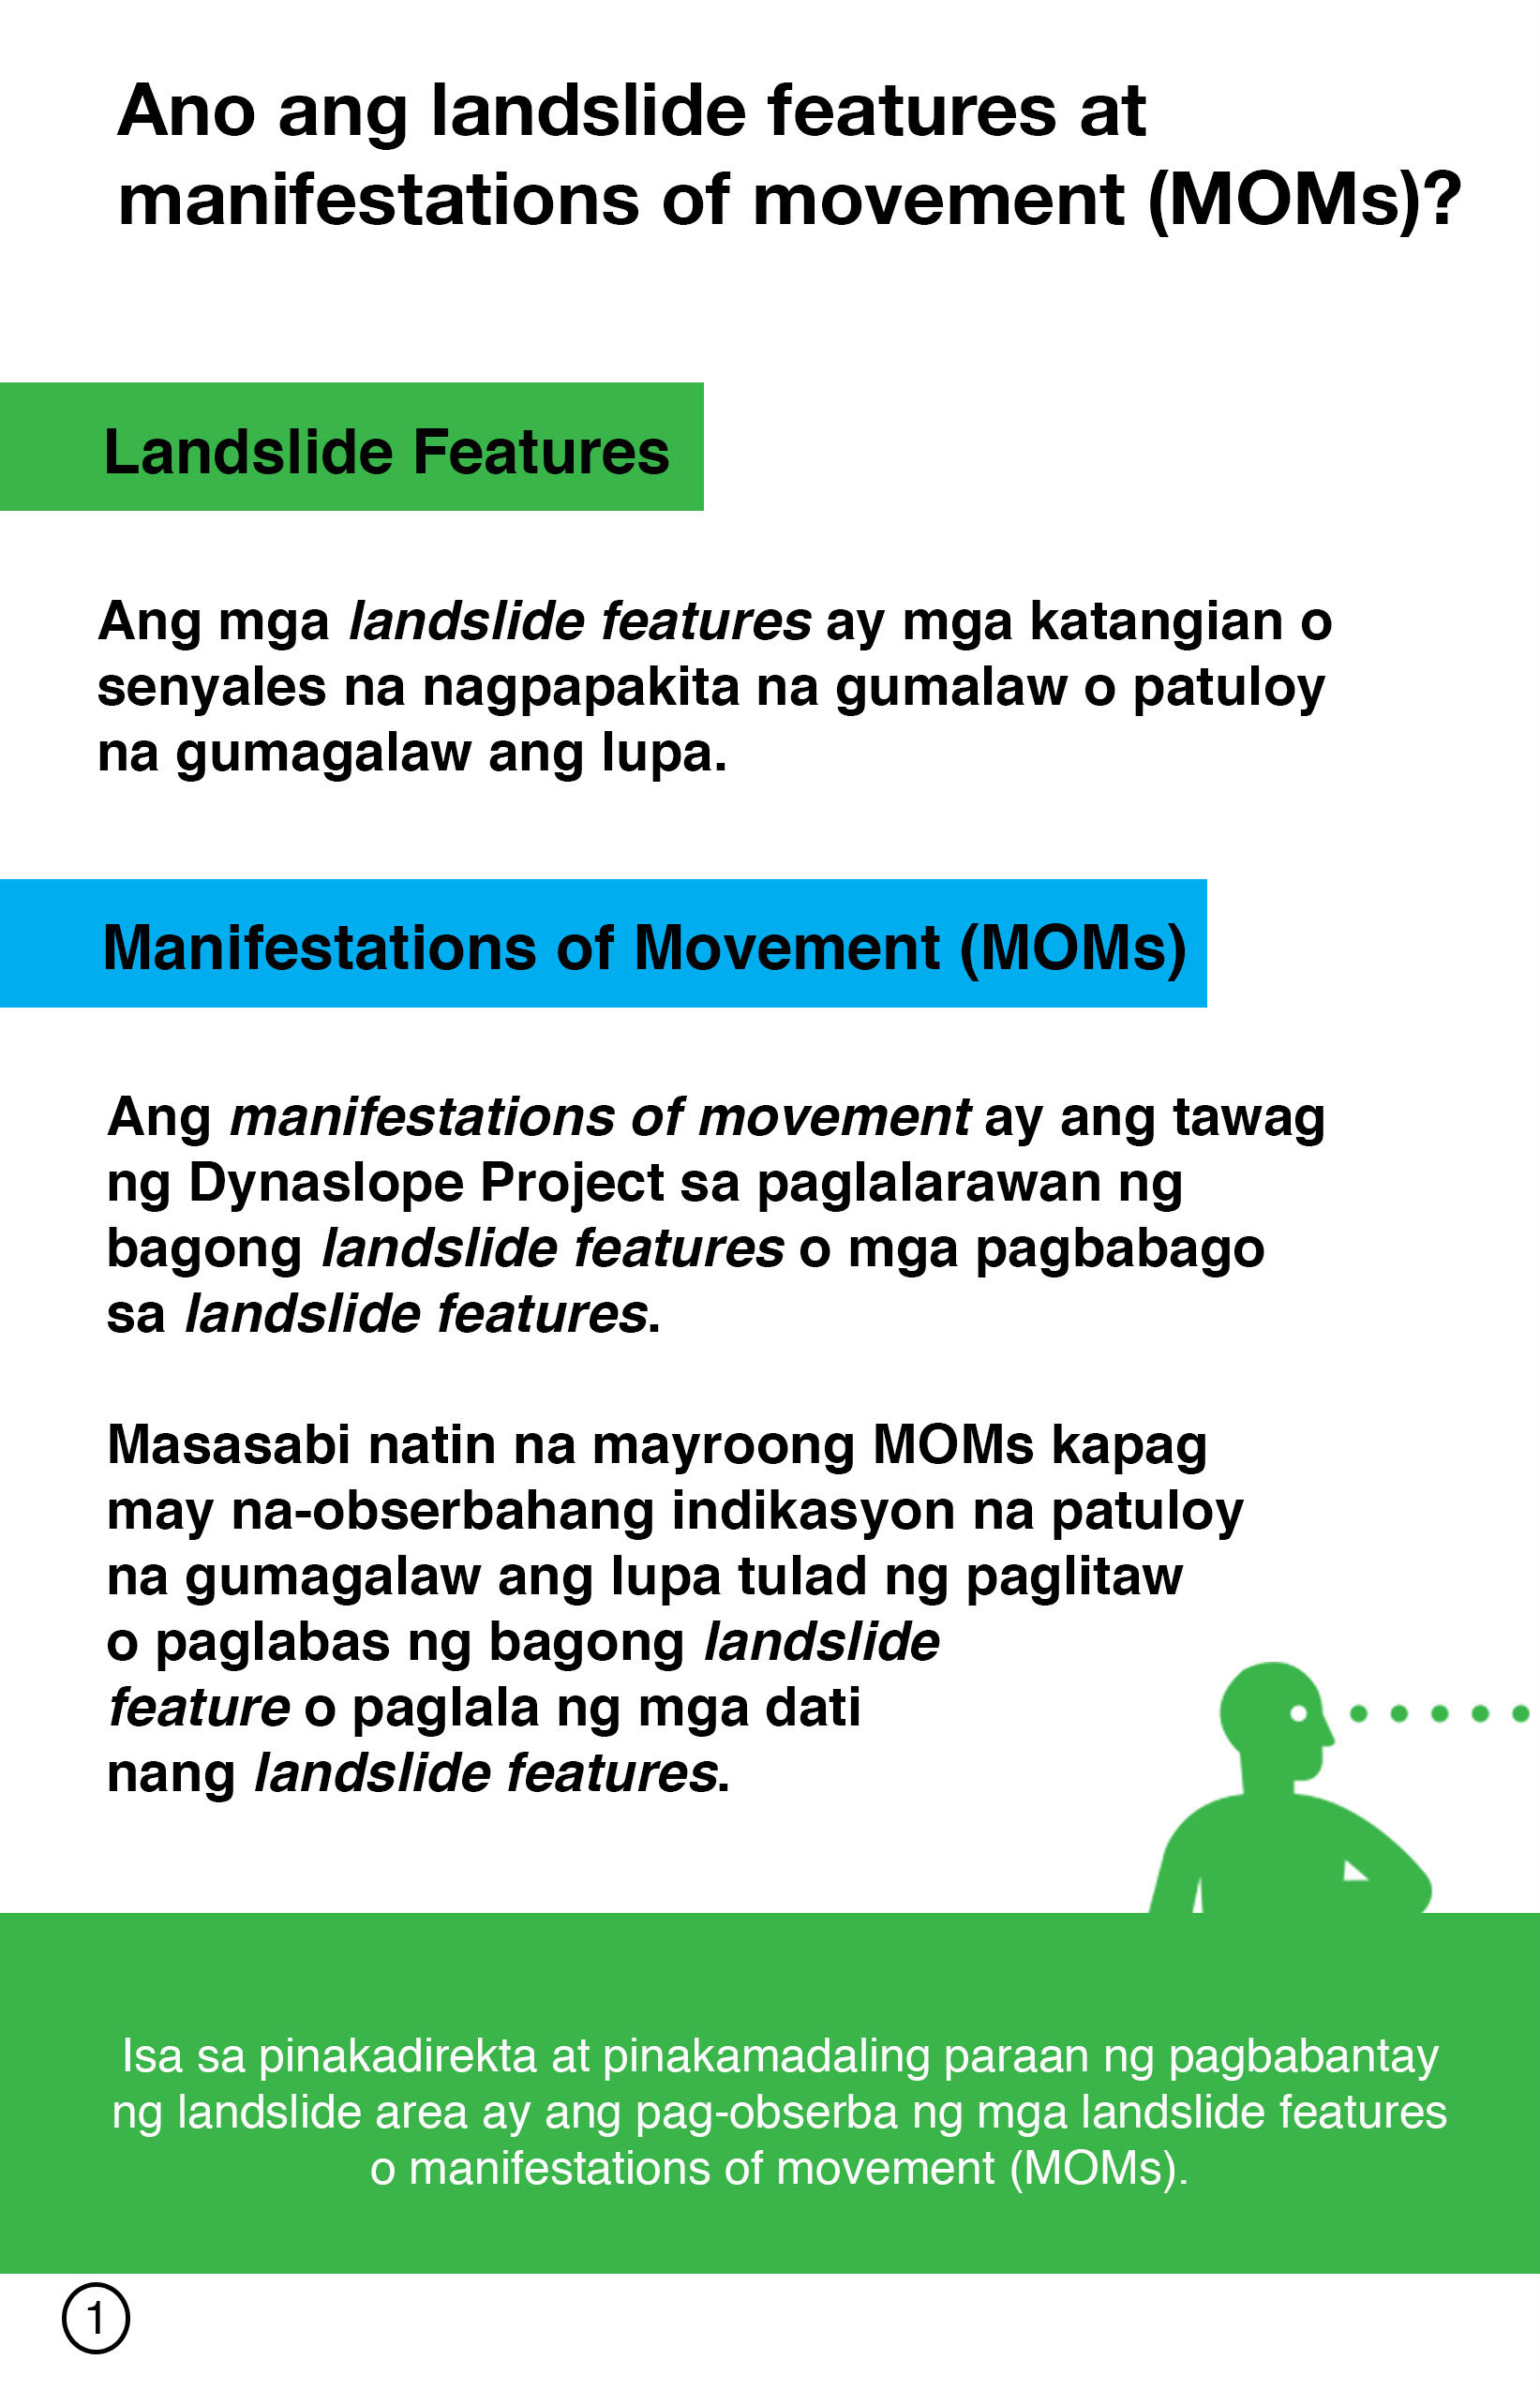 Ano ang landslide features at
manifestations of movement (MOMs)?
Landslide Features
Ang mga landslide features ay mga katangian o
senyales na nagpapakita na gumalaw o patuloy
na gumagalaw ang lupa.
Manifestations of Movement (MOMs)
Ang manifestations of movement ay ang tawag
ng Dynaslope Project sa paglalarawan ng
bagong landslide features o mga pagbabago
sa landslide features.
Masasabi natin na mayroong MOMs kapag
may na-obserbahang indikasyon na patuloy
na gumagalaw ang lupa tulad ng paglitaw
o paglabas ng bagong landslide
feature o paglala ng mga dati
nang landslide features.
Isa sa pinakadirekta at pinakamadaling paraan ng pagbabantay
ng landslide area ay ang pag-obserba ng mga landslide features
o manifestations of movement (MOMs).
1